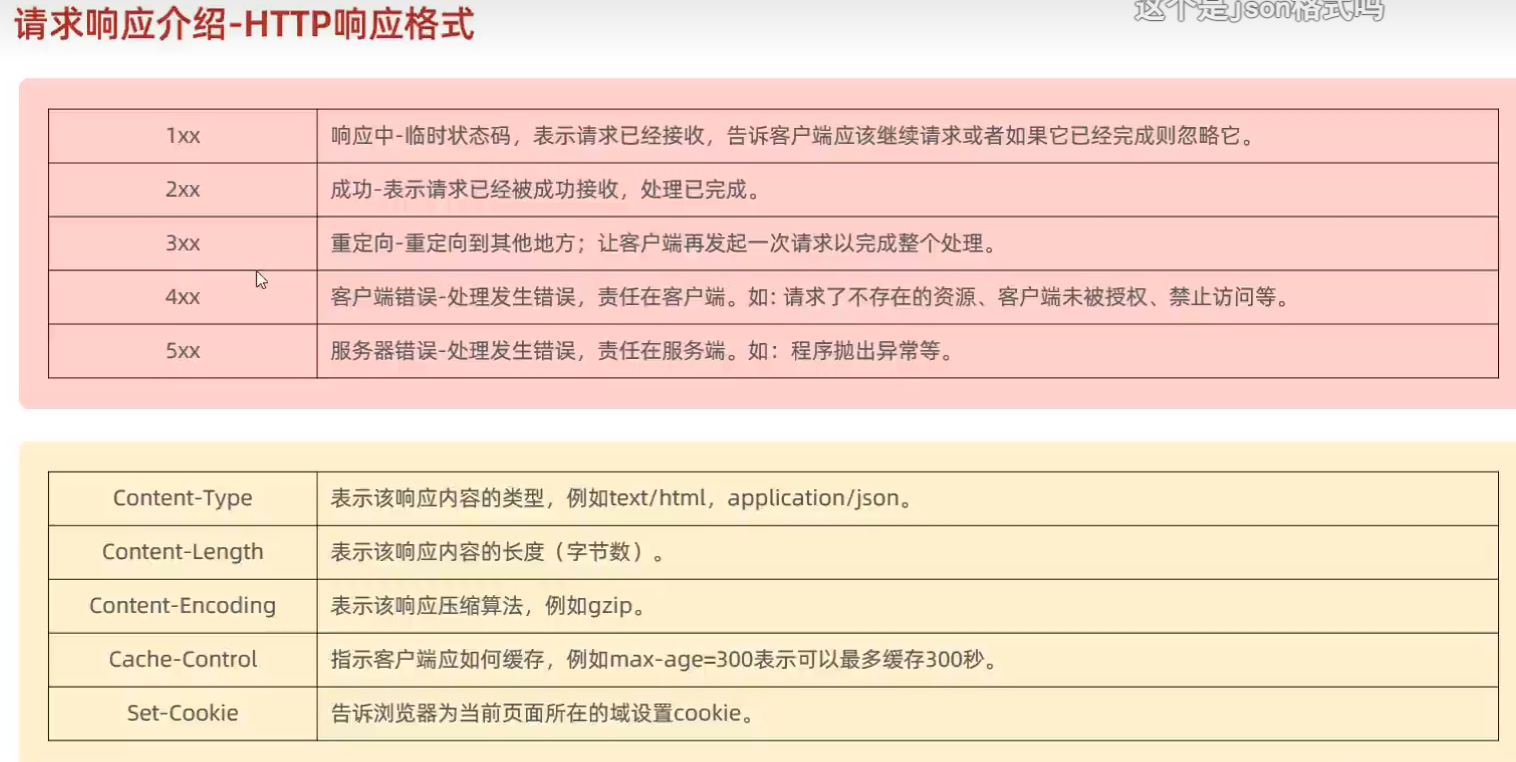 这个是json格式吗
请求响应介绍-HTTP响应格式
1xx 响应中-临时状态码，表示请求已经接收，告诉客户端应该继续请求或者如果它已经完成则忽略它。
2xx 成功-表示请求已经被成功接收，处理已完成。
3xx 重定向-重定向到其他地方；让客户端再发起一次请求以完成整个处理。
4xx 客户端错误-处理发生错误，责任在客户端。如：请求了不存在的资源、客户端未被授权、禁止访问等。
5xx 服务器错误-处理发生错误，责任在服务端。如：程序抛出异常等。
Content-Type 表示该响应内容的类型，例如text/html，application/json。
Content-Length 表示该响应内容的长度（字节数）。
Content-Encoding 表示该响应压缩算法，例如gzip。
Cache-Control 指示客户端应如何缓存，例如max-age=300表示可以最多缓存300秒。
Set-Cookie 告诉浏览器为当前页面所在的域设置cookie。